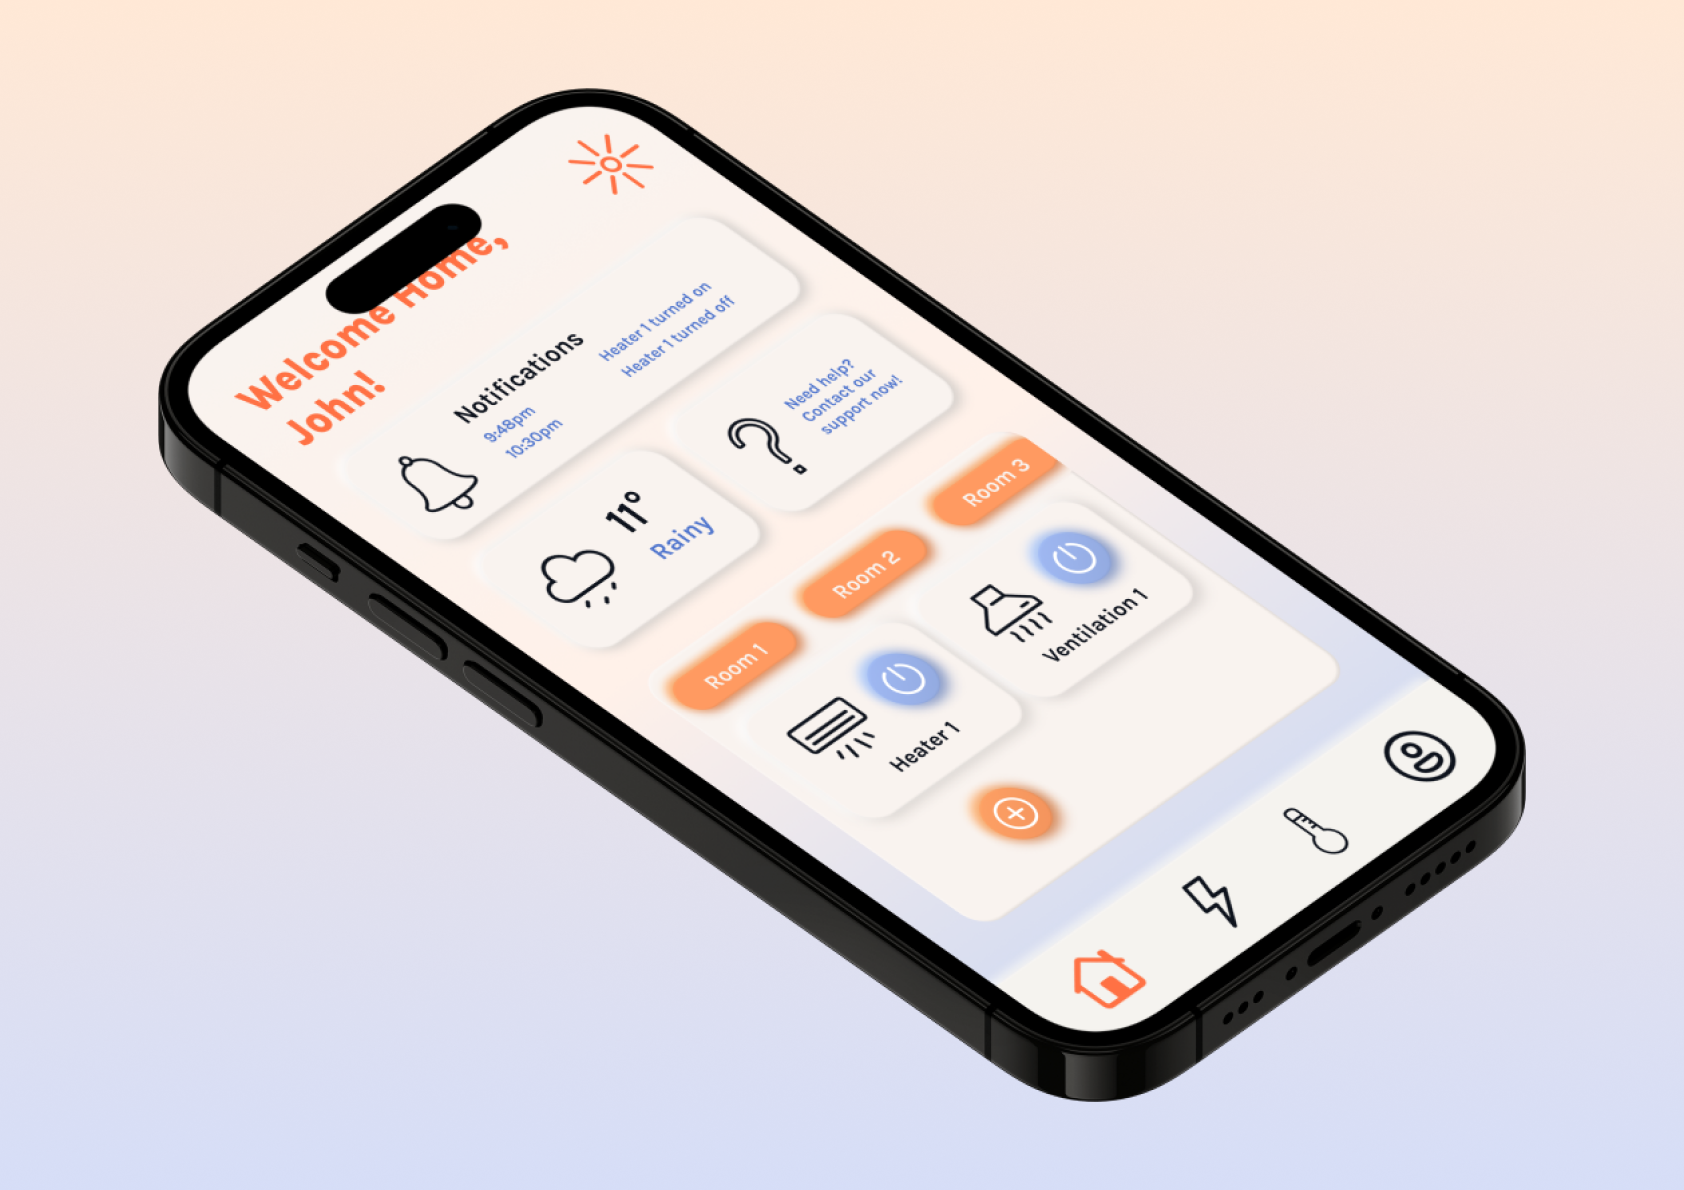 Welcome Home,
John!
Notifications
9:48pm Heater 1 turned on
10:30pm Heater 1 turned off
11°
Rainy
Need help?
Contact our
support now!
Room 1
Room 2
Room 3
Heater 1
Ventilation 1